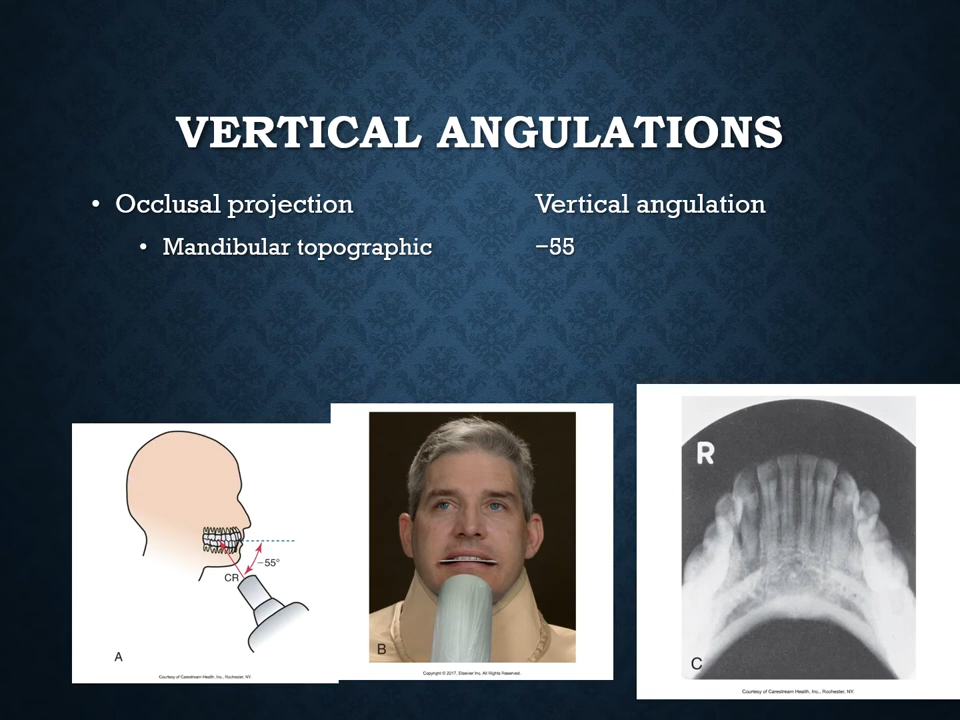 VERTICAL ANGULATIONS
• Occlusal projection Vertical angulation
• Mandibular topographic −55
−55°
CR
A
Courtesy of Carestream Health, Inc., Rochester, NY.
B
Copyright © 2017, Elsevier Inc. All Rights Reserved.
R
C
Courtesy of Carestream Health, Inc., Rochester, NY.